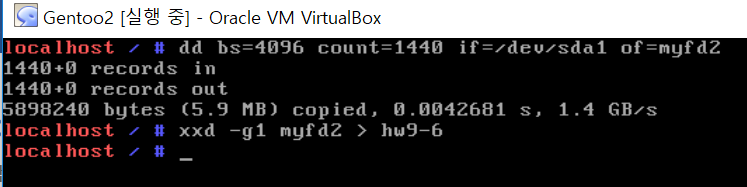 Gentoo2 [실행 중] - Oracle VM VirtualBox
localhost / # dd bs=4096 count=1440 if=/dev/sda1 of=myfd2
1440+0 records in
1440+0 records out
5898240 bytes (5.9 MB) copied, 0.0042681 s, 1.4 GB/s
localhost / # xxd -g1 myfd2 > hw9-6
localhost / # _